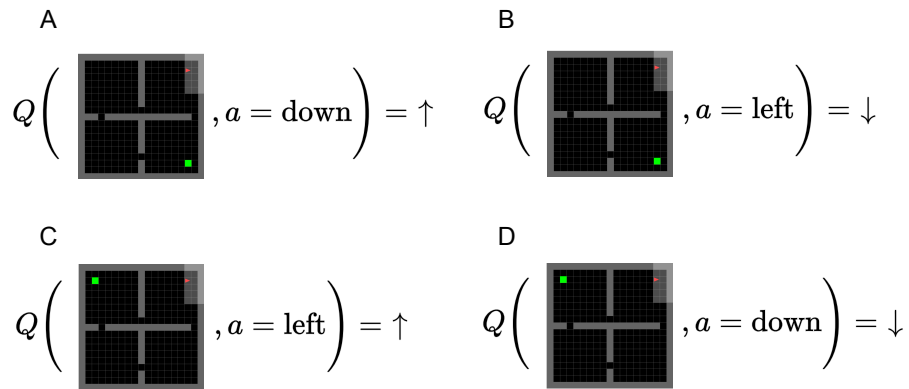 A B
Q( , a = down) = ↑ Q( , a = left) = ↓
C D
Q( , a = left) = ↑ Q( , a = down) = ↓